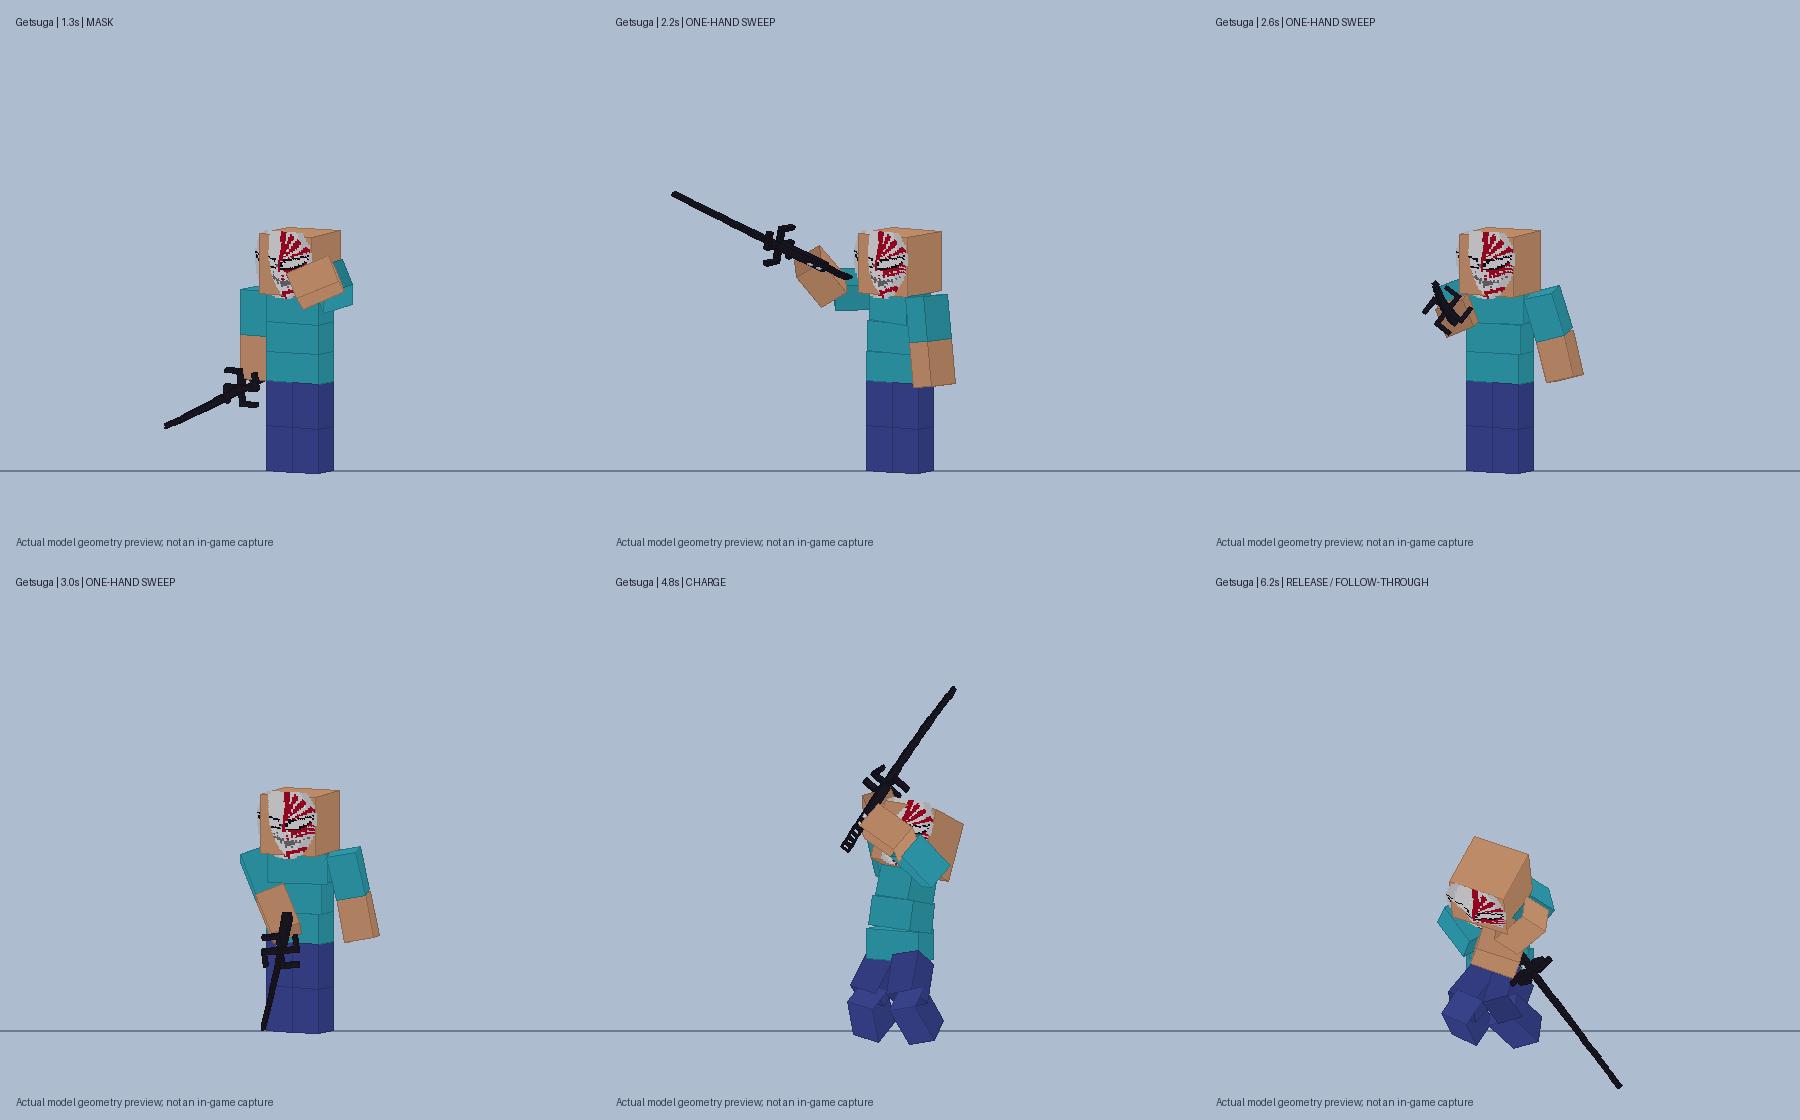 Getsuga | 1.3s | MASK
Getsuga | 2.2s | ONE-HAND SWEEP
Getsuga | 2.6s | ONE-HAND SWEEP
Actual model geometry preview; not an in-game capture
Actual model geometry preview; not an in-game capture
Actual model geometry preview; not an in-game capture
Getsuga | 3.0s | ONE-HAND SWEEP
Getsuga | 4.8s | CHARGE
Getsuga | 6.2s | RELEASE / FOLLOW-THROUGH
Actual model geometry preview; not an in-game capture
Actual model geometry preview; not an in-game capture
Actual model geometry preview; not an in-game capture